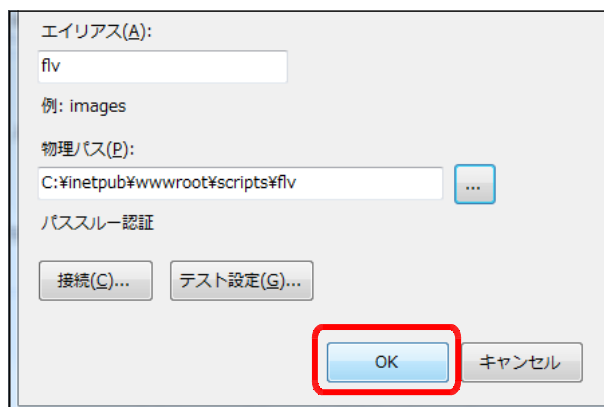 エイリアス(A):
flv
例: images
物理パス(P):
C:¥inetpub¥wwwroot¥scripts¥flv
...
パススルー認証
接続(C)... テスト設定(G)...
OK キャンセル